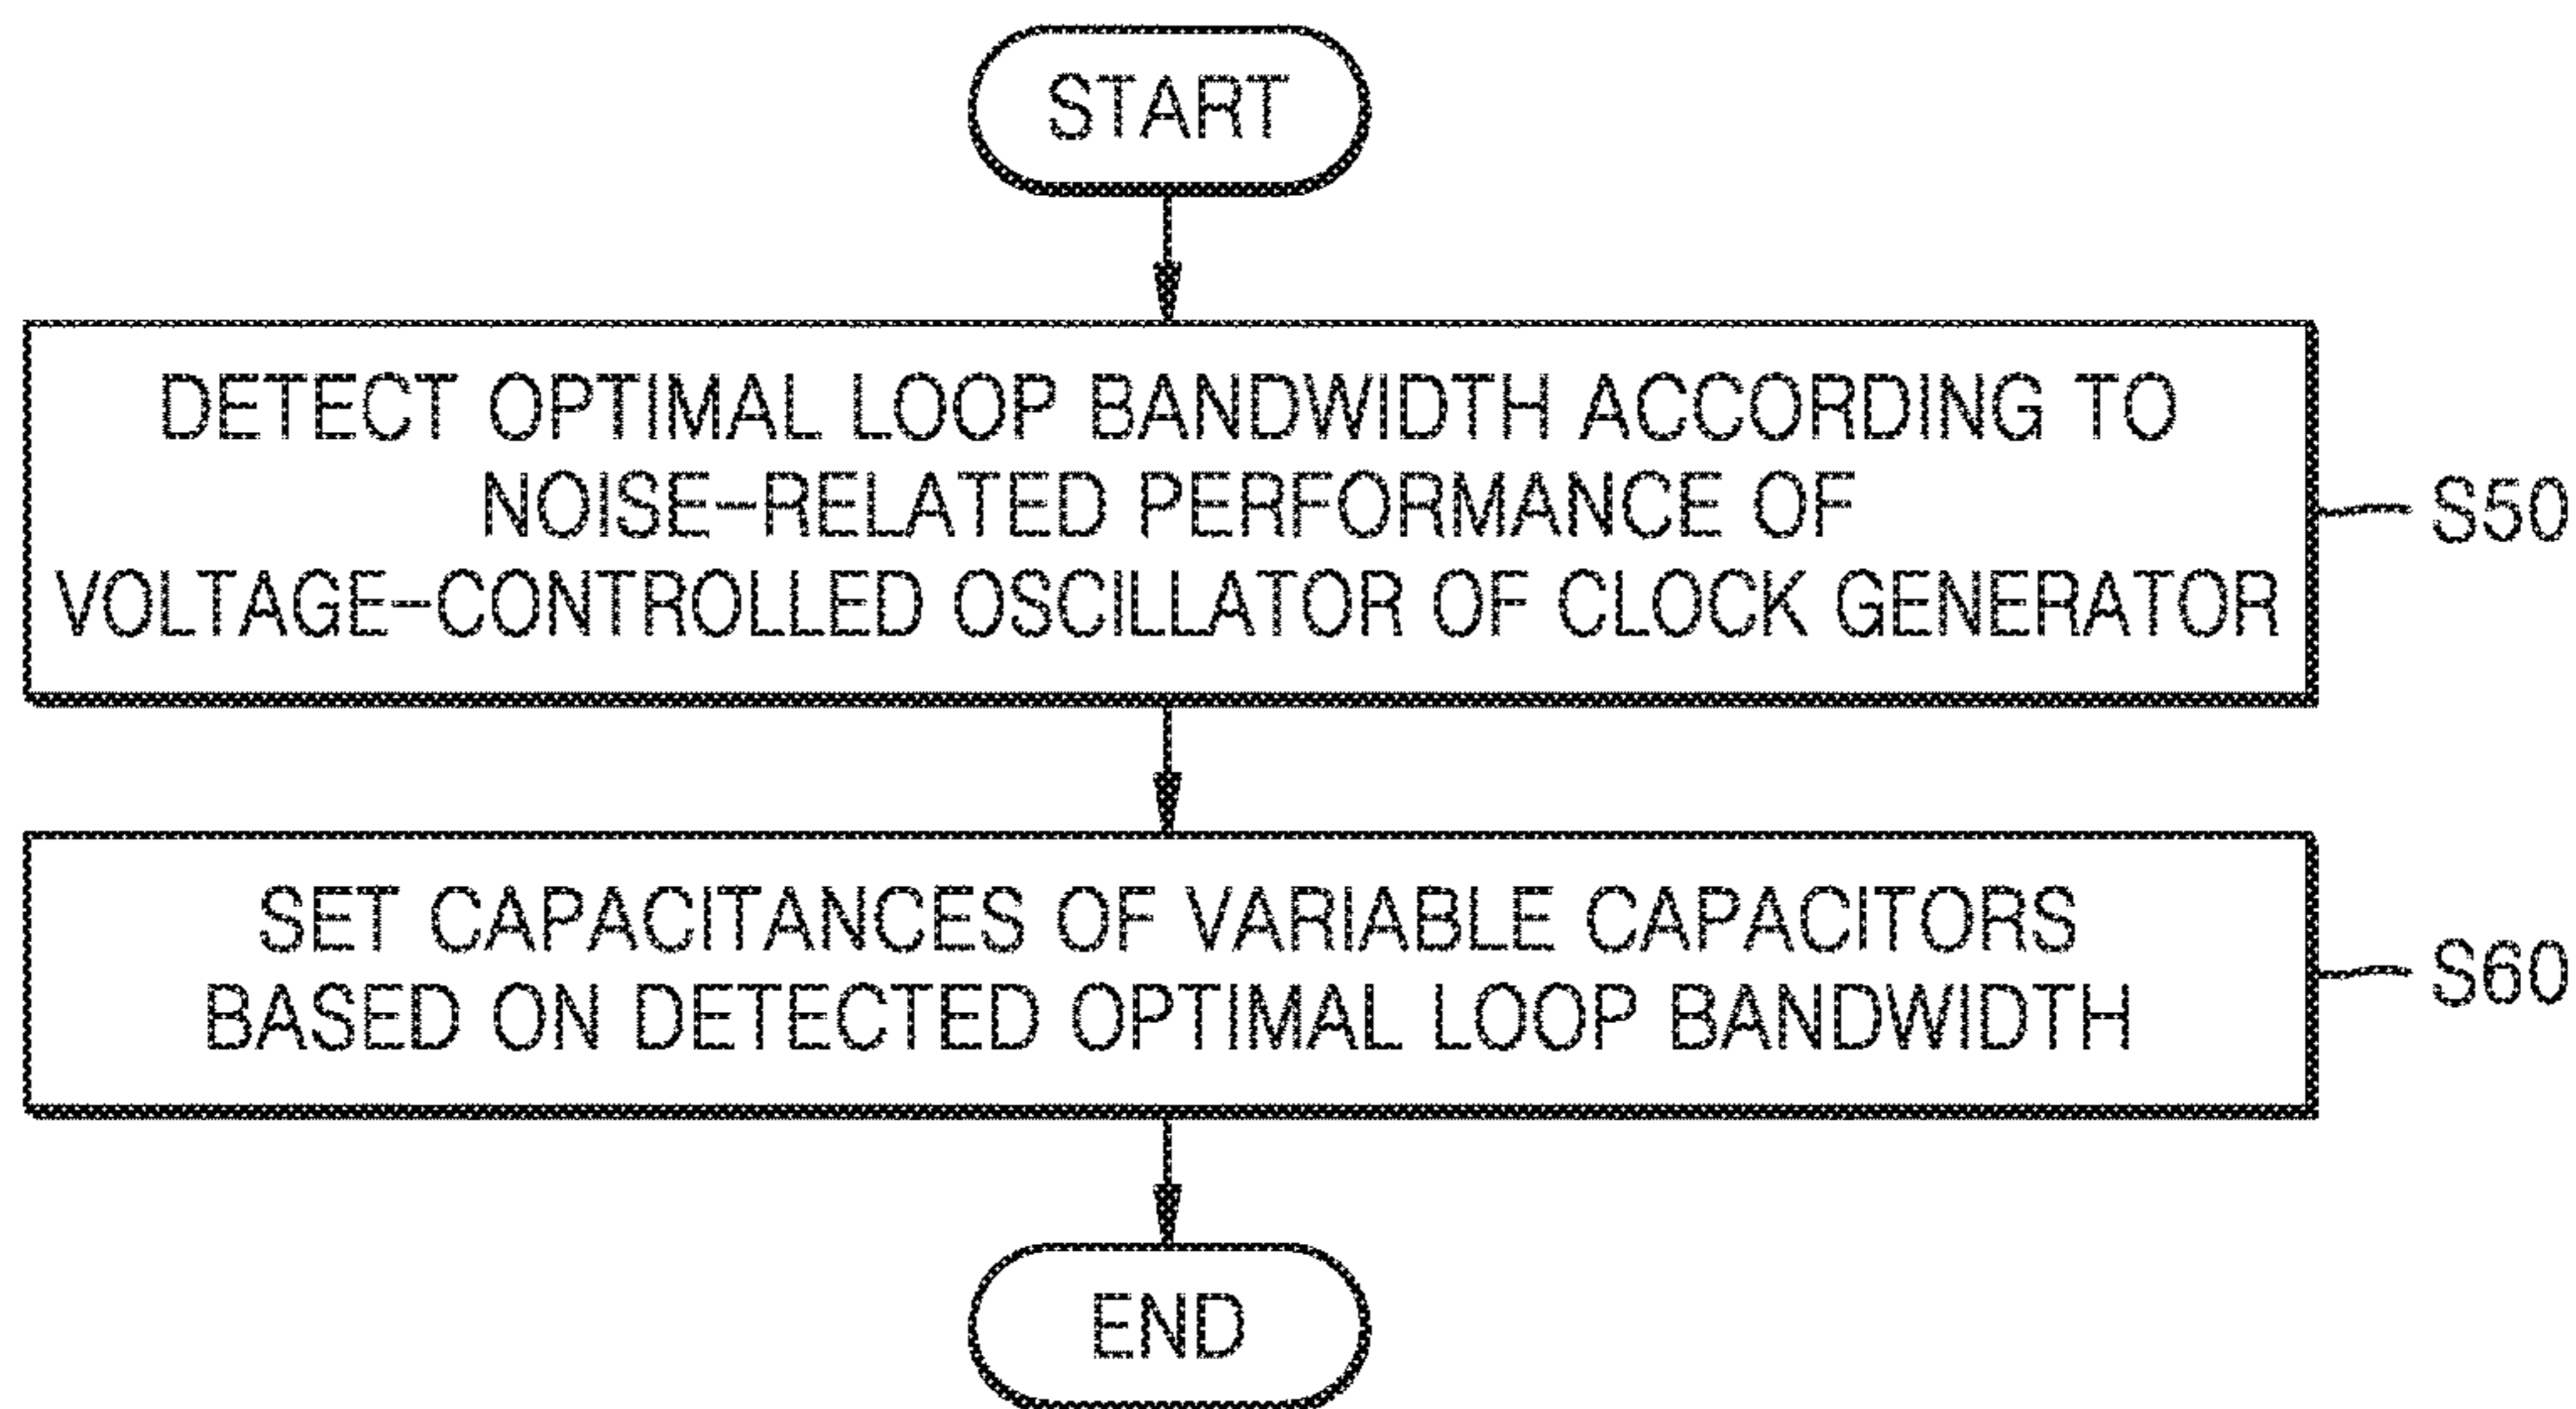 START
DETECT OPTIMAL LOOP BANDWIDTH ACCORDING TO
NOISE-RELATED PERFORMANCE OF
VOLTAGE-CONTROLLED OSCILLATOR OF CLOCK GENERATOR
S50
SET CAPACITANCES OF VARIABLE CAPACITORS
BASED ON DETECTED OPTIMAL LOOP BANDWIDTH
S60
END